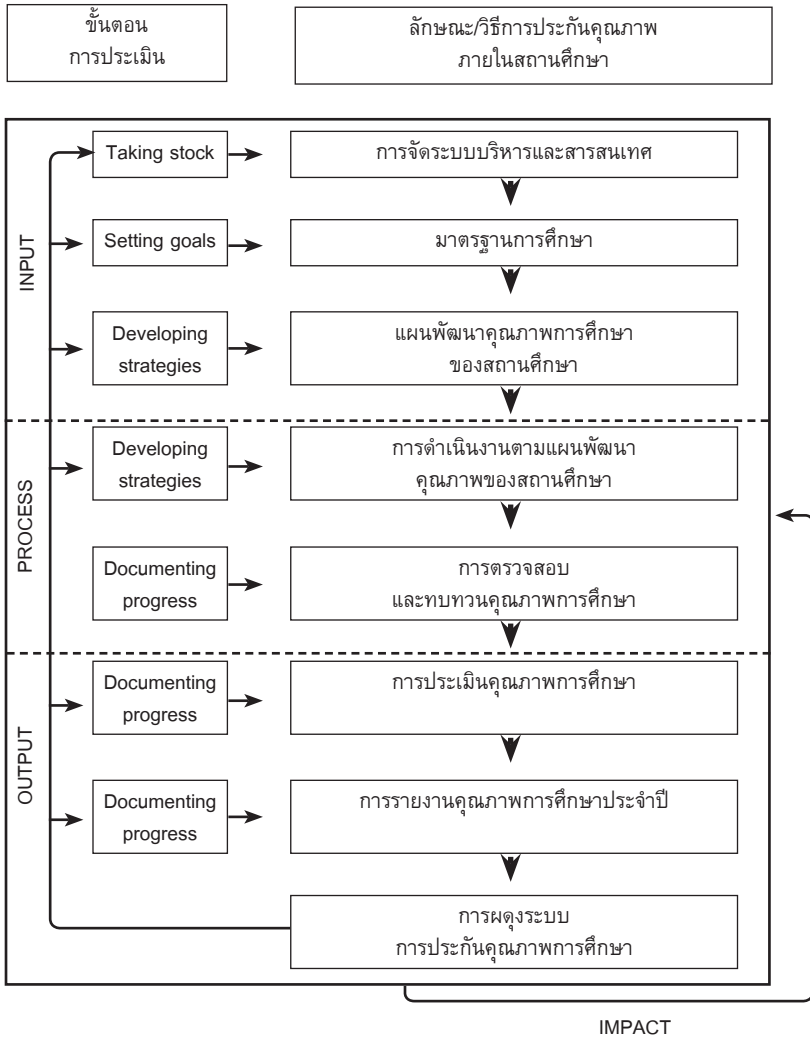 ขั้นตอน
การประเมิน
ลักษณะ/วิธีการประกันคุณภาพ
ภายในสถานศึกษา
INPUT
Taking stock
การจัดระบบบริหารและสารสนเทศ
Setting goals
มาตรฐานการศึกษา
Developing
strategies
แผนพัฒนาคุณภาพการศึกษา
ของสถานศึกษา
PROCESS
Developing
strategies
การดำเนินงานตามแผนพัฒนา
คุณภาพของสถานศึกษา
Documenting
progress
การตรวจสอบ
และทบทวนคุณภาพการศึกษา
OUTPUT
Documenting
progress
การประเมินคุณภาพการศึกษา
Documenting
progress
การรายงานคุณภาพการศึกษาประจำปี
การผดุงระบบ
การประกันคุณภาพการศึกษา
IMPACT